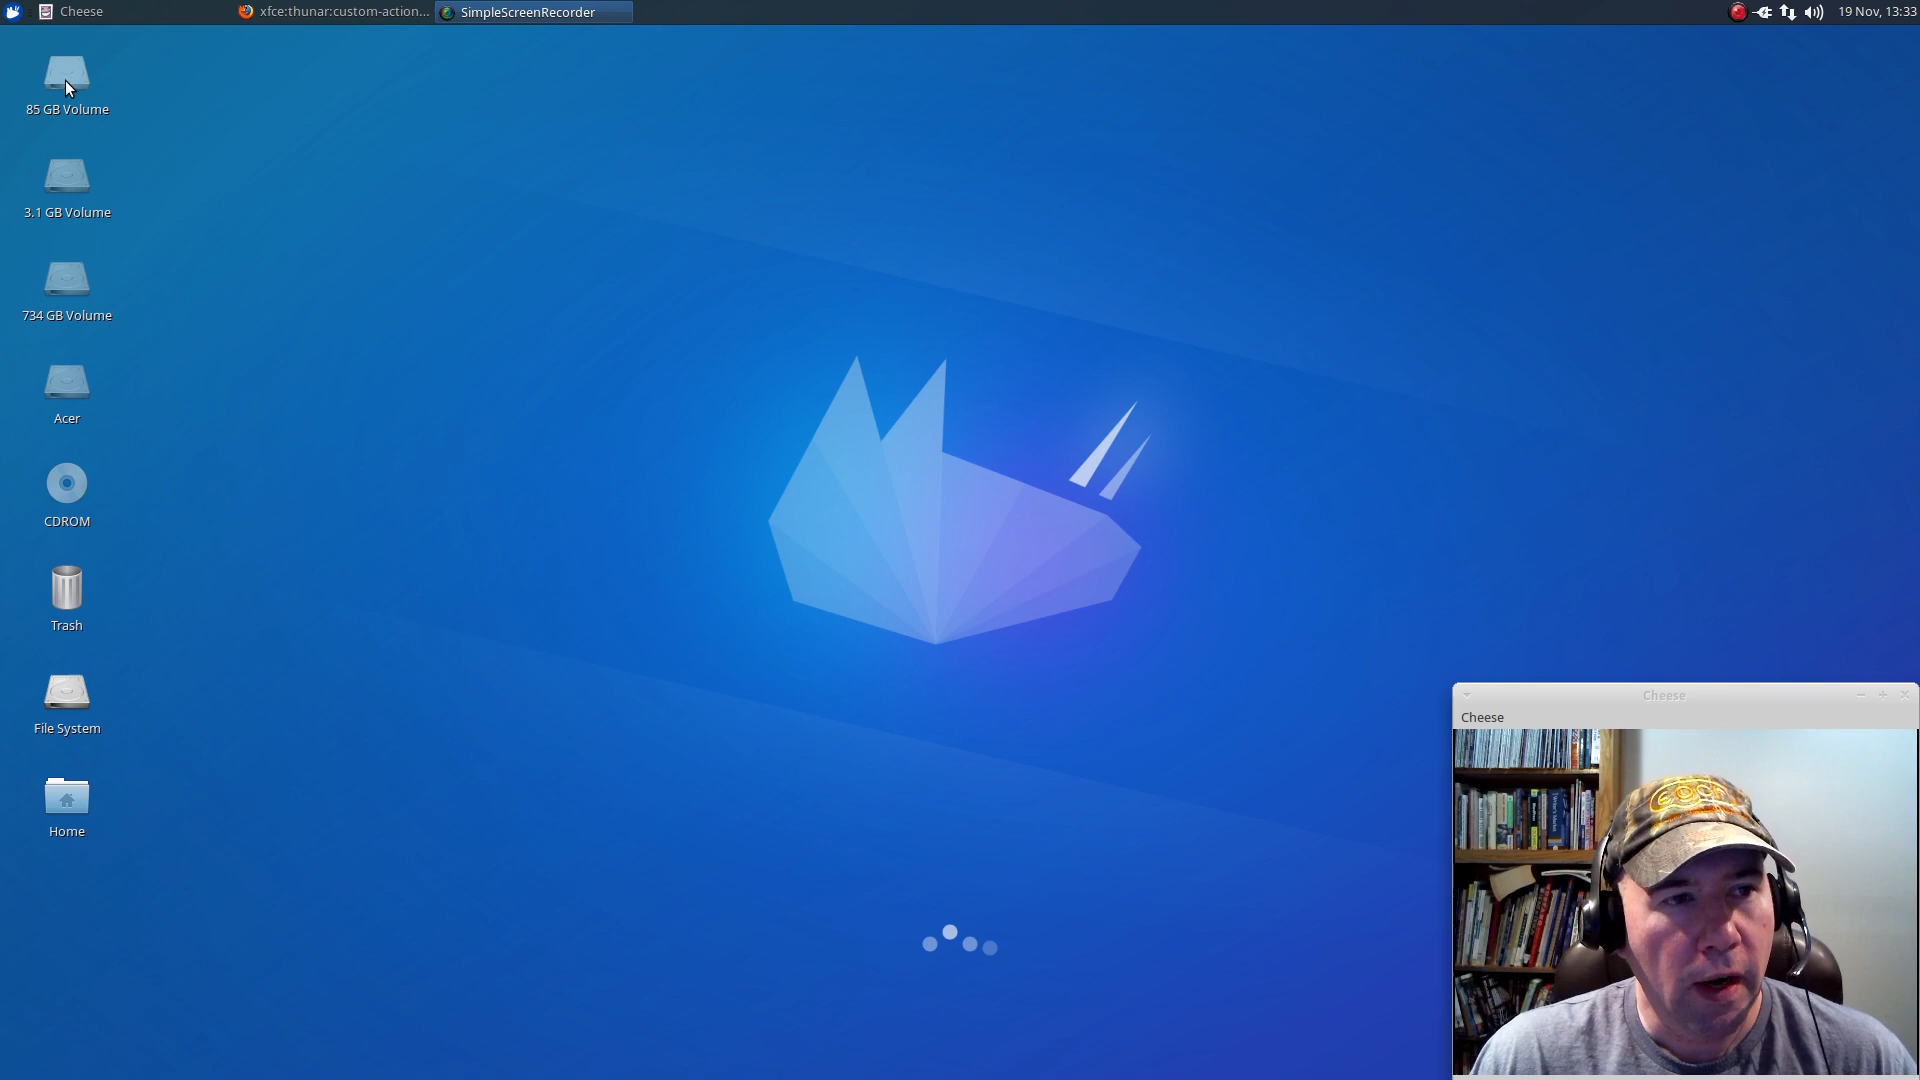 Cheese
xfce:thunar:custom-action...
SimpleScreenRecorder
19 Nov, 13:33
85 GB Volume
3.1 GB Volume
734 GB Volume
Acer
CDROM
Trash
File System
Home
Cheese
Cheese